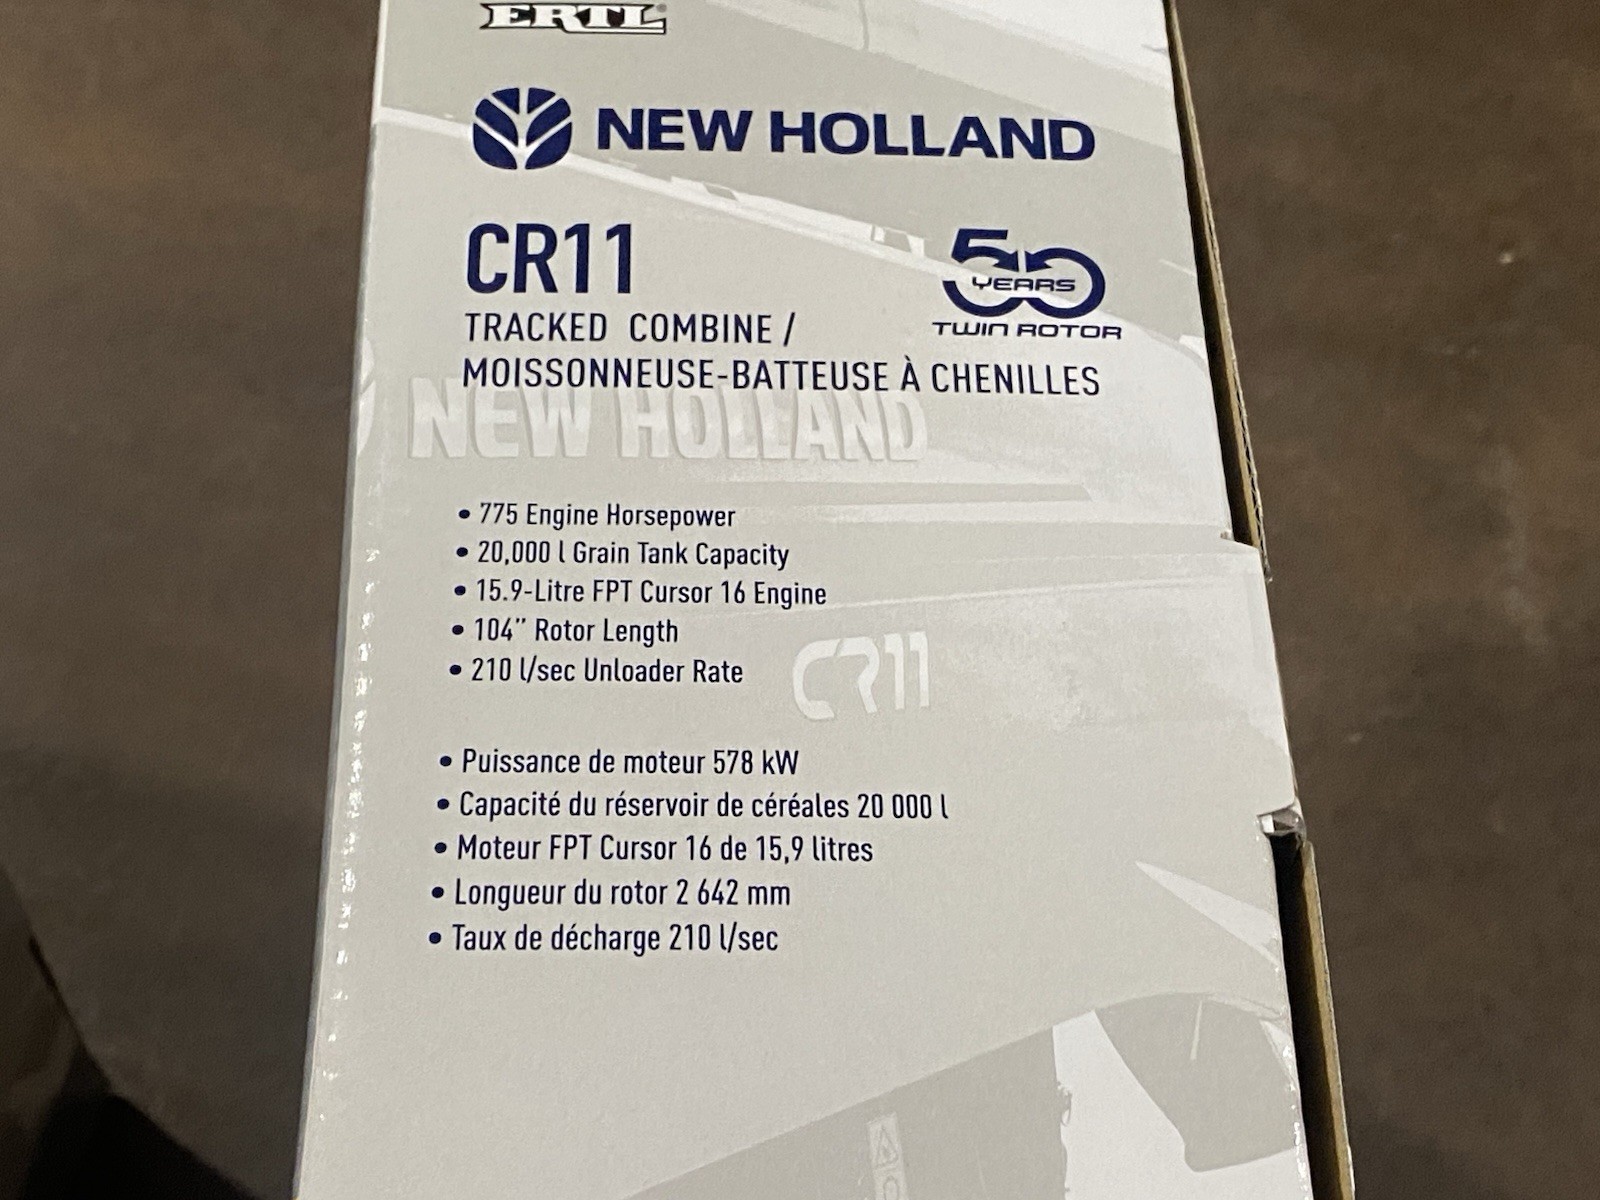 ERTL
NEW HOLLAND
CR11
50
YEARS
TWIN ROTOR
TRACKED COMBINE /
MOISSONNEUSE-BATTEUSE À CHENILLES
NEW HOLLAND
• 775 Engine Horsepower
• 20,000 l Grain Tank Capacity
• 15.9-Litre FPT Cursor 16 Engine
• 104” Rotor Length
• 210 l/sec Unloader Rate
CR11
• Puissance de moteur 578 kW
• Capacité du réservoir de céréales 20 000 l
• Moteur FPT Cursor 16 de 15,9 litres
• Longueur du rotor 2 642 mm
• Taux de décharge 210 l/sec